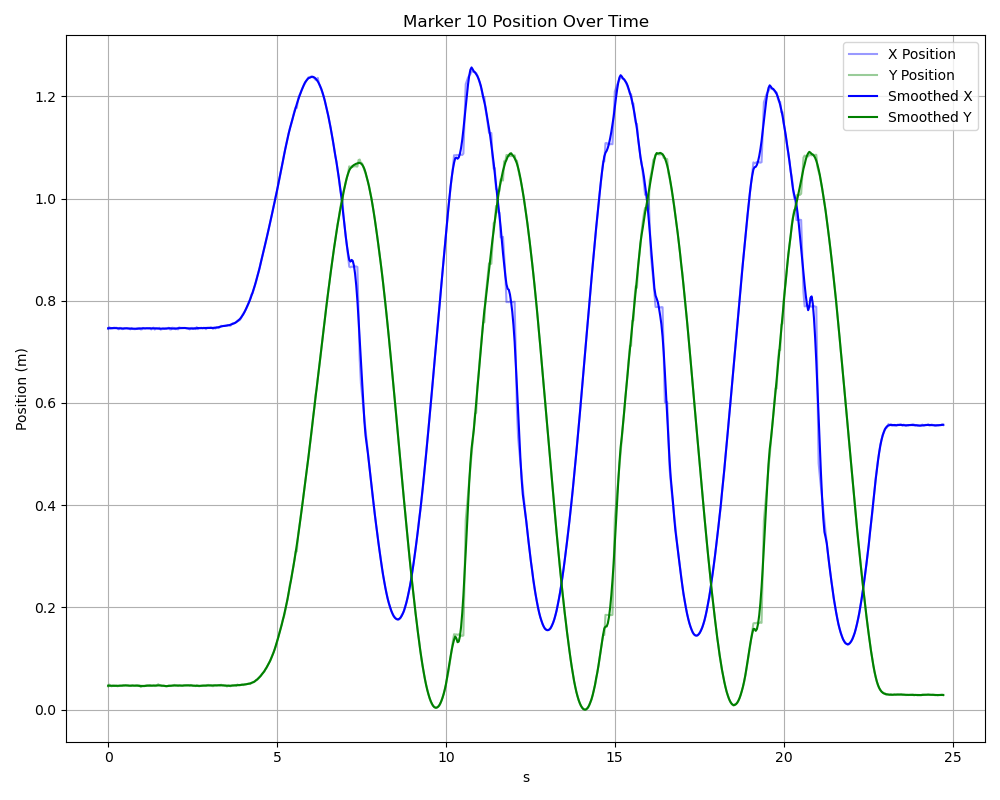 Marker 10 Position Over Time
X Position
Y Position
Smoothed X
Smoothed Y
Position (m)
1.2
1.0
0.8
0.6
0.4
0.2
0.0
0 5 10 15 20 25
s